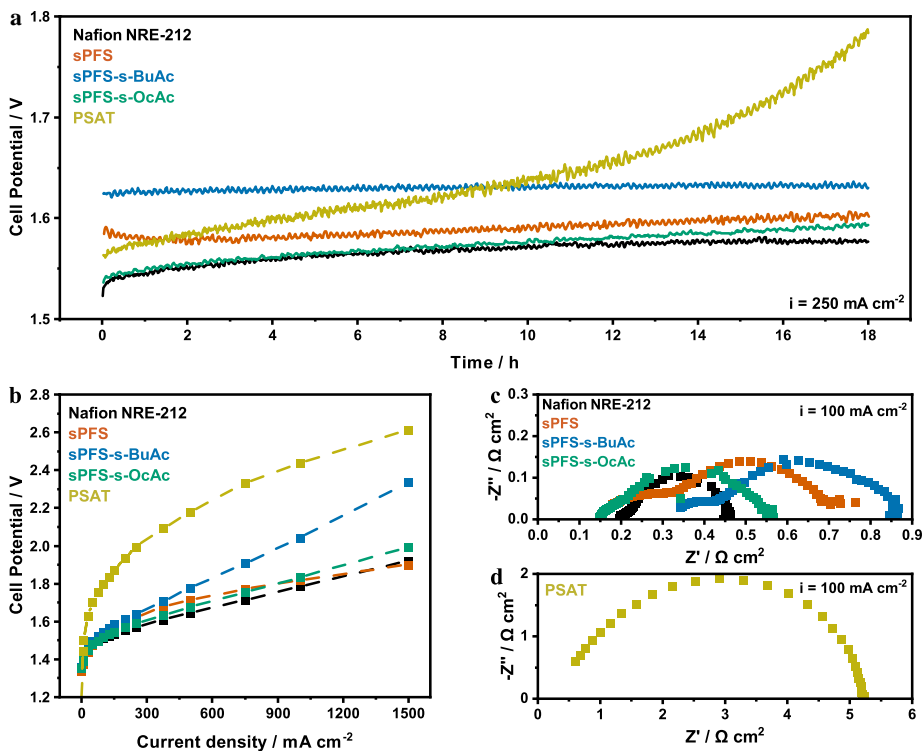 a
1.8
1.7
1.6
1.5
Cell Potential / V
Nafion NRE-212
sPFS
sPFS-s-BuAc
sPFS-s-OcAc
PSAT
i = 250 mA cm-2
0 2 4 6 8 10 12 14 16 18
Time / h
b
2.8
2.6
2.4
2.2
2.0
1.8
1.6
1.4
1.2
Cell Potential / V
Nafion NRE-212
sPFS
sPFS-s-BuAc
sPFS-s-OcAc
PSAT
0 300 600 900 1200 1500
Current density / mA cm-2
c
0.3
0.2
0.1
0.0
-Z'' / Ω cm2
Nafion NRE-212
sPFS
sPFS-s-BuAc
sPFS-s-OcAc
i = 100 mA cm-2
0.0 0.1 0.2 0.3 0.4 0.5 0.6 0.7 0.8 0.9
Z' / Ω cm2
d
2
1
0
-Z'' / Ω cm2
PSAT
i = 100 mA cm-2
0 1 2 3 4 5 6
Z' / Ω cm2